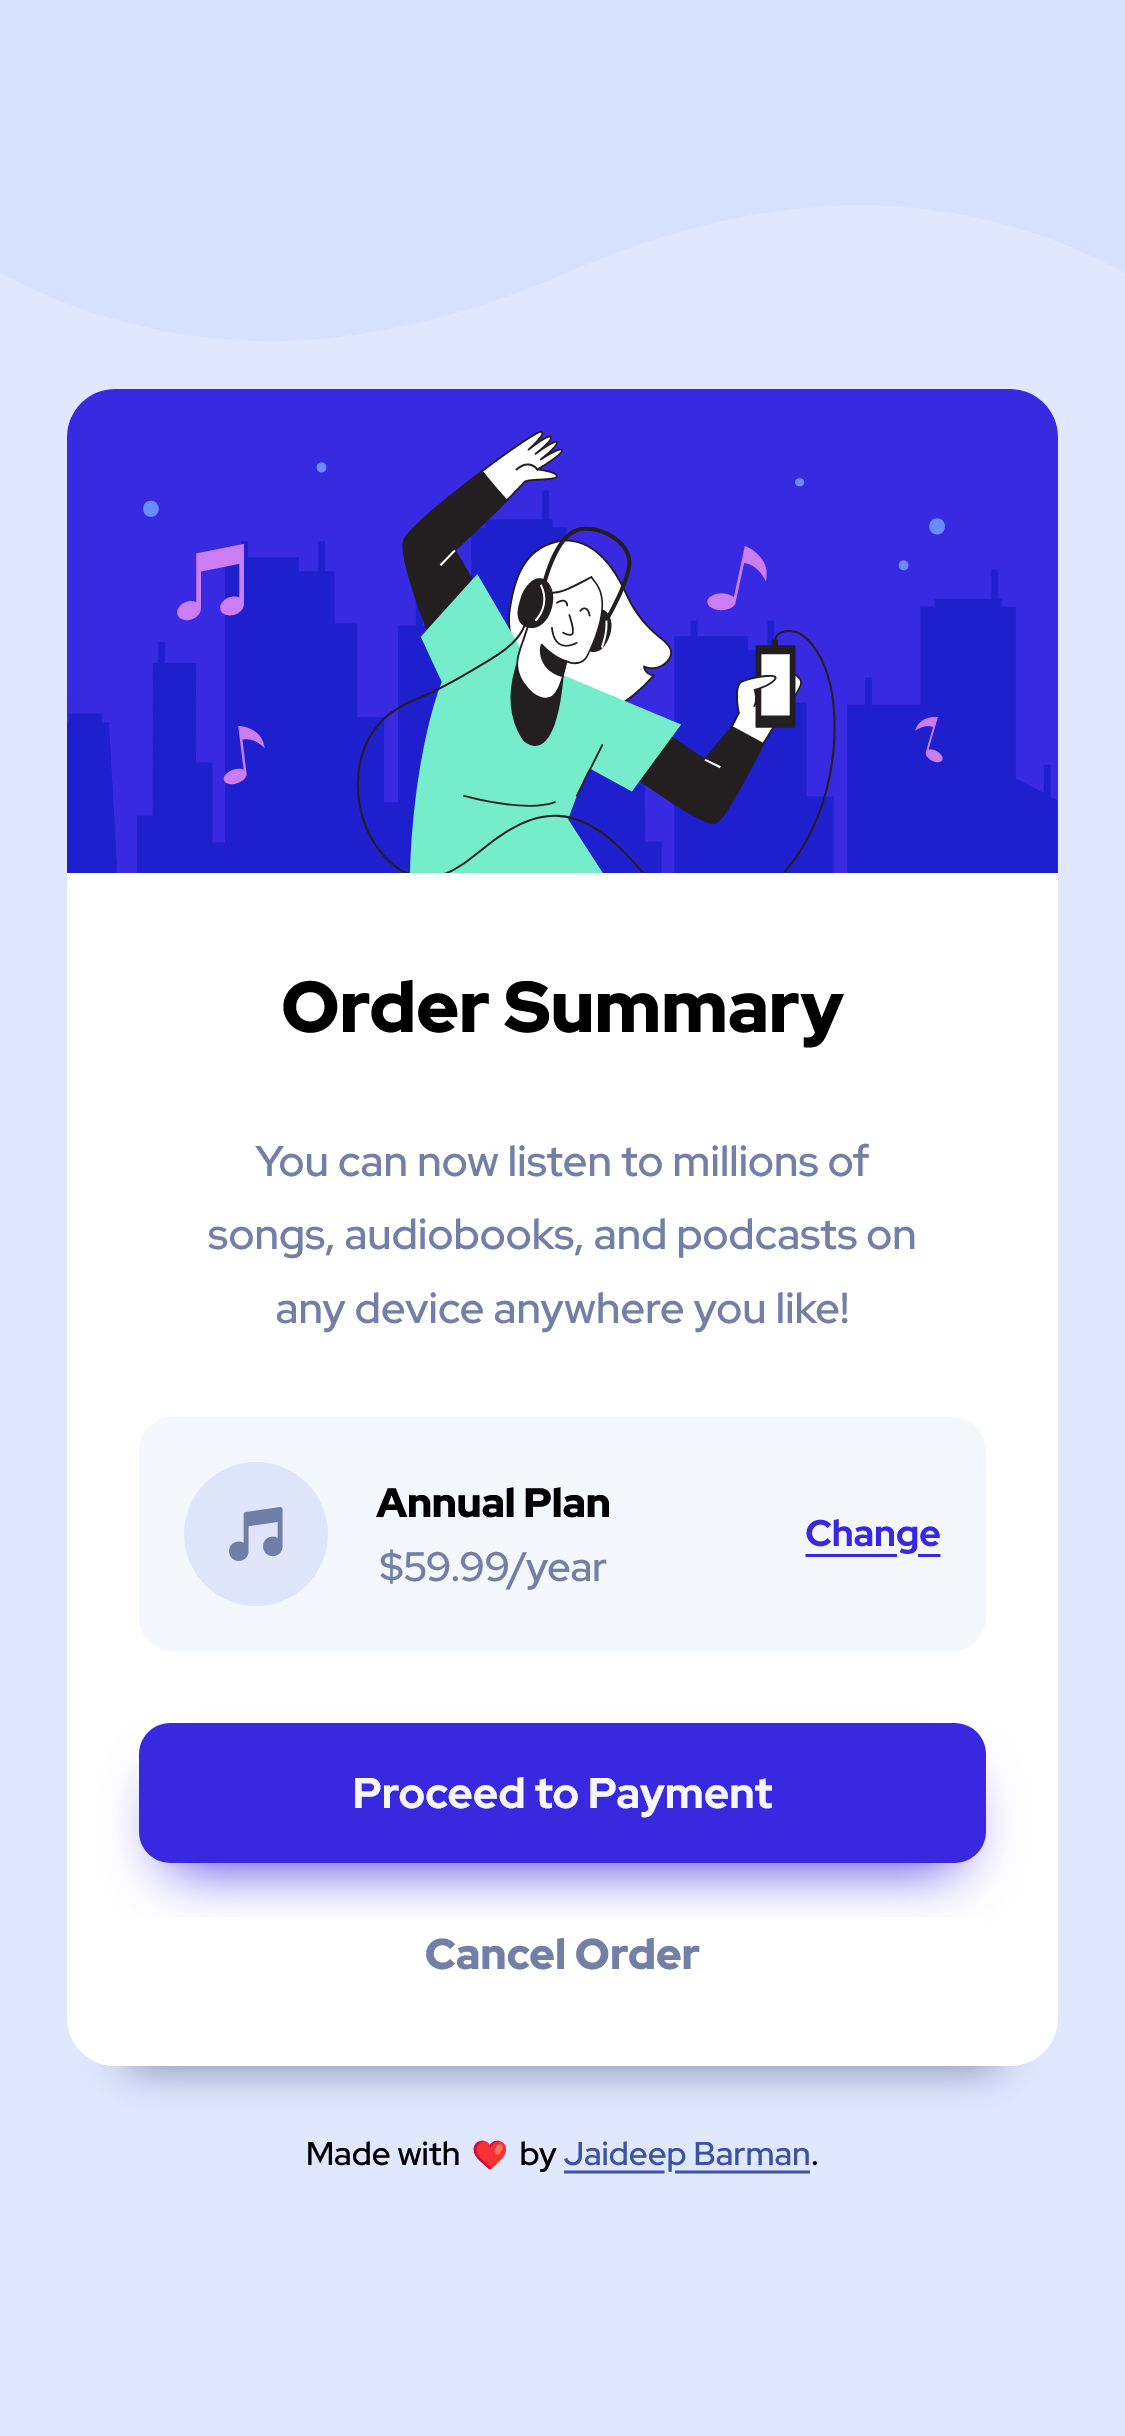 Order Summary
You can now listen to millions of
songs, audiobooks, and podcasts on
any device anywhere you like!
Annual Plan
$59.99/year
Change
Proceed to Payment
Cancel Order
Made with ❤️ by Jaideep Barman.